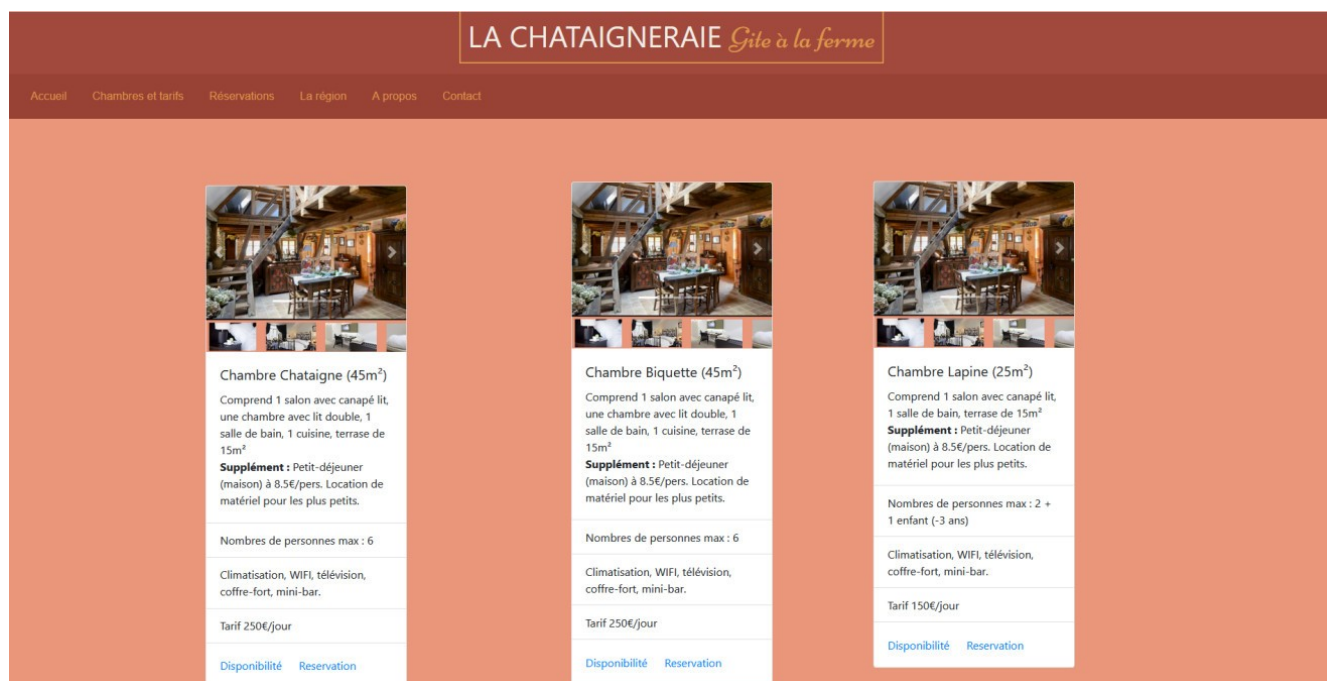 LA CHATAIGNERAIE Gite à la ferme
Accueil Chambres et tarifs Réservations La région A propos Contact
Chambre Chataigne (45m²)
Comprend 1 salon avec canapé lit,
une chambre avec lit double, 1
salle de bain, 1 cuisine, terrase de
15m²
Supplément : Petit-déjeuner
(maison) à 8.5€/pers. Location de
matériel pour les plus petits.
Nombres de personnes max : 6
Climatisation, WIFI, télévision,
coffre-fort, mini-bar.
Tarif 250€/jour
Disponibilité Reservation
Chambre Biquette (45m²)
Comprend 1 salon avec canapé lit,
une chambre avec lit double, 1
salle de bain, 1 cuisine, terrase de
15m²
Supplément : Petit-déjeuner
(maison) à 8.5€/pers. Location de
matériel pour les plus petits.
Nombres de personnes max : 6
Climatisation, WIFI, télévision,
coffre-fort, mini-bar.
Tarif 250€/jour
Disponibilité Reservation
Chambre Lapine (25m²)
Comprend 1 salon avec canapé lit,
1 salle de bain, terrase de 15m²
Supplément : Petit-déjeuner
(maison) à 8.5€/pers. Location de
matériel pour les plus petits.
Nombres de personnes max : 2 +
1 enfant (-3 ans)
Climatisation, WIFI, télévision,
coffre-fort, mini-bar.
Tarif 150€/jour
Disponibilité Reservation